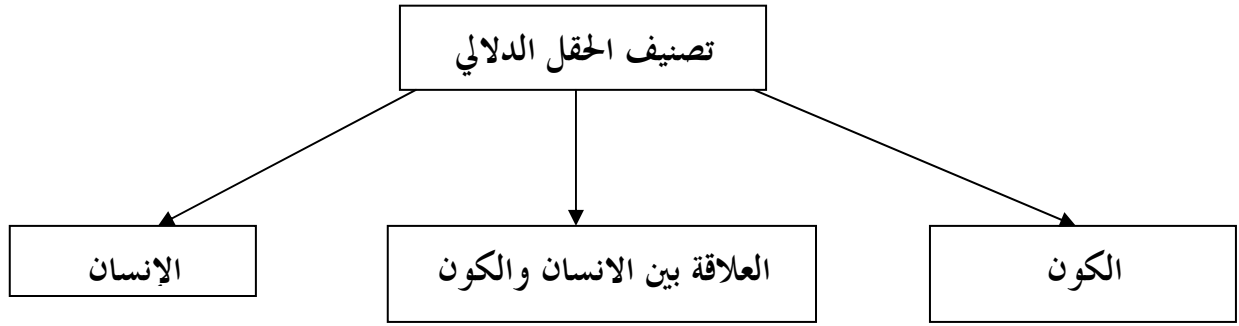 تصنيف الحقل الدلالي
الكون
العلاقة بين الانسان والكون
الإنسان